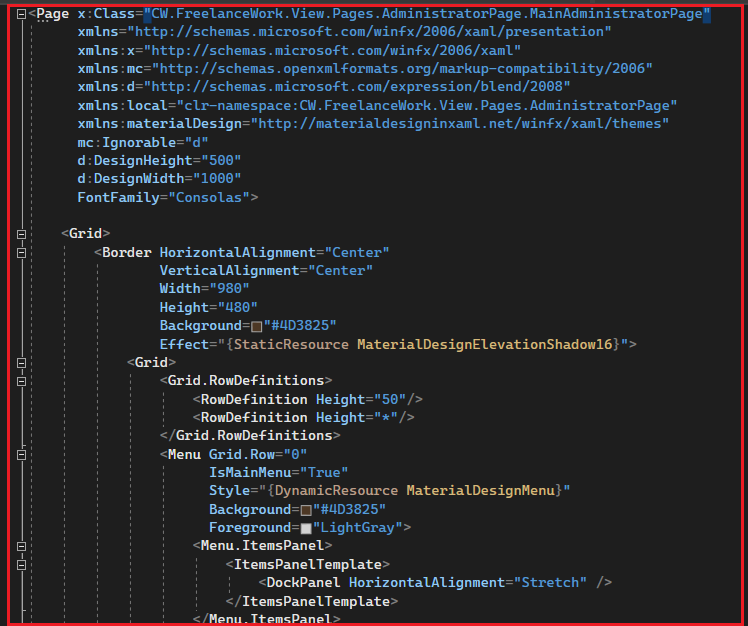 <Page x:Class="CW.FreelanceWork.View.Pages.AdministratorPage.MainAdministratorPage"
xmlns="http://schemas.microsoft.com/winfx/2006/xaml/presentation"
xmlns:x="http://schemas.microsoft.com/winfx/2006/xaml"
xmlns:mc="http://schemas.openxmlformats.org/markup-compatibility/2006"
xmlns:d="http://schemas.microsoft.com/expression/blend/2008"
xmlns:local="clr-namespace:CW.FreelanceWork.View.Pages.AdministratorPage"
xmlns:materialDesign="http://materialdesigninxaml.net/winfx/xaml/themes"
mc:Ignorable="d"
d:DesignHeight="500"
d:DesignWidth="1000"
FontFamily="Consolas">
<Grid>
<Border HorizontalAlignment="Center"
VerticalAlignment="Center"
Width="980"
Height="480"
Background="#4D3825"
Effect="{StaticResource MaterialDesignElevationShadow16}">
<Grid>
<Grid.RowDefinitions>
<RowDefinition Height="50"/>
<RowDefinition Height="*"/>
</Grid.RowDefinitions>
<Menu Grid.Row="0"
IsMainMenu="True"
Style="{DynamicResource MaterialDesignMenu}"
Background="#4D3825"
Foreground="LightGray">
<Menu.ItemsPanel>
<ItemsPanelTemplate>
<DockPanel HorizontalAlignment="Stretch" />
</ItemsPanelTemplate>
</Menu.ItemsPanel>